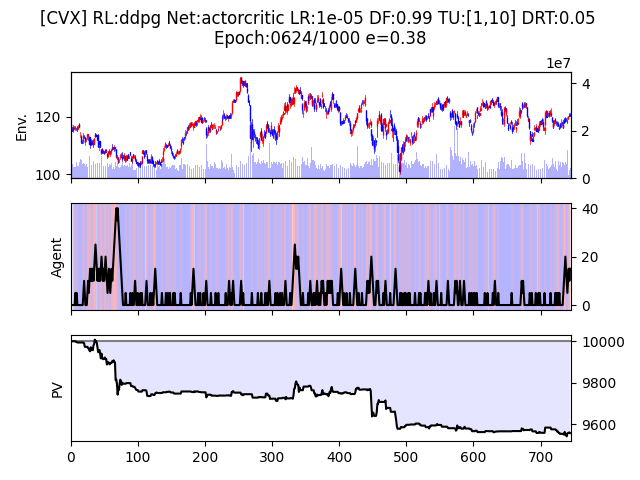 [CVX] RL:ddpg Net:actorcritic LR:1e-05 DF:0.99 TU:[1,10] DRT:0.05
Epoch:0624/1000 e=0.38
1e7
Env.
120
100
4
2
0
Agent
40
20
0
PV
10000
9800
9600
0 100 200 300 400 500 600 700